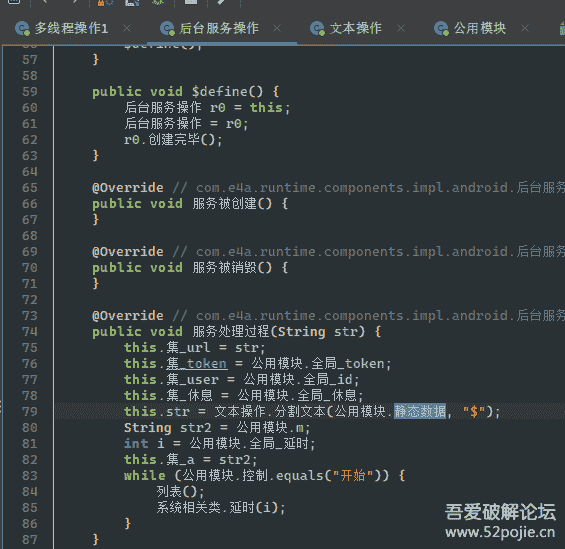 多线程操作1 × 后台服务操作 × 文本操作 × 公用模块 ×
57 }
58
59 public void $define() {
60 后台服务操作 r0 = this;
61 后台服务操作 = r0;
62 r0.创建完毕();
63 }
64
65 @Override // com.e4a.runtime.components.impl.android.后台服务
66 public void 服务被创建() {
67 }
68
69 @Override // com.e4a.runtime.components.impl.android.后台服务
70 public void 服务被销毁() {
71 }
72
73 @Override // com.e4a.runtime.components.impl.android.后台服务
74 public void 服务处理过程(String str) {
75 this.集_url = str;
76 this.集_token = 公用模块.全局_token;
77 this.集_user = 公用模块.全局_id;
78 this.集_休息 = 公用模块.全局_休息;
79 this.str = 文本操作.分割文本(公用模块.静态数据, "$");
80 String str2 = 公用模块.m;
81 int i = 公用模块.全局_延时;
82 this.集_a = str2;
83 while (公用模块.控制.equals("开始")) {
84 列表();
85 系统相关类.延时(i);
86 }
87 }
吾爱破解论坛
www.52pojie.cn